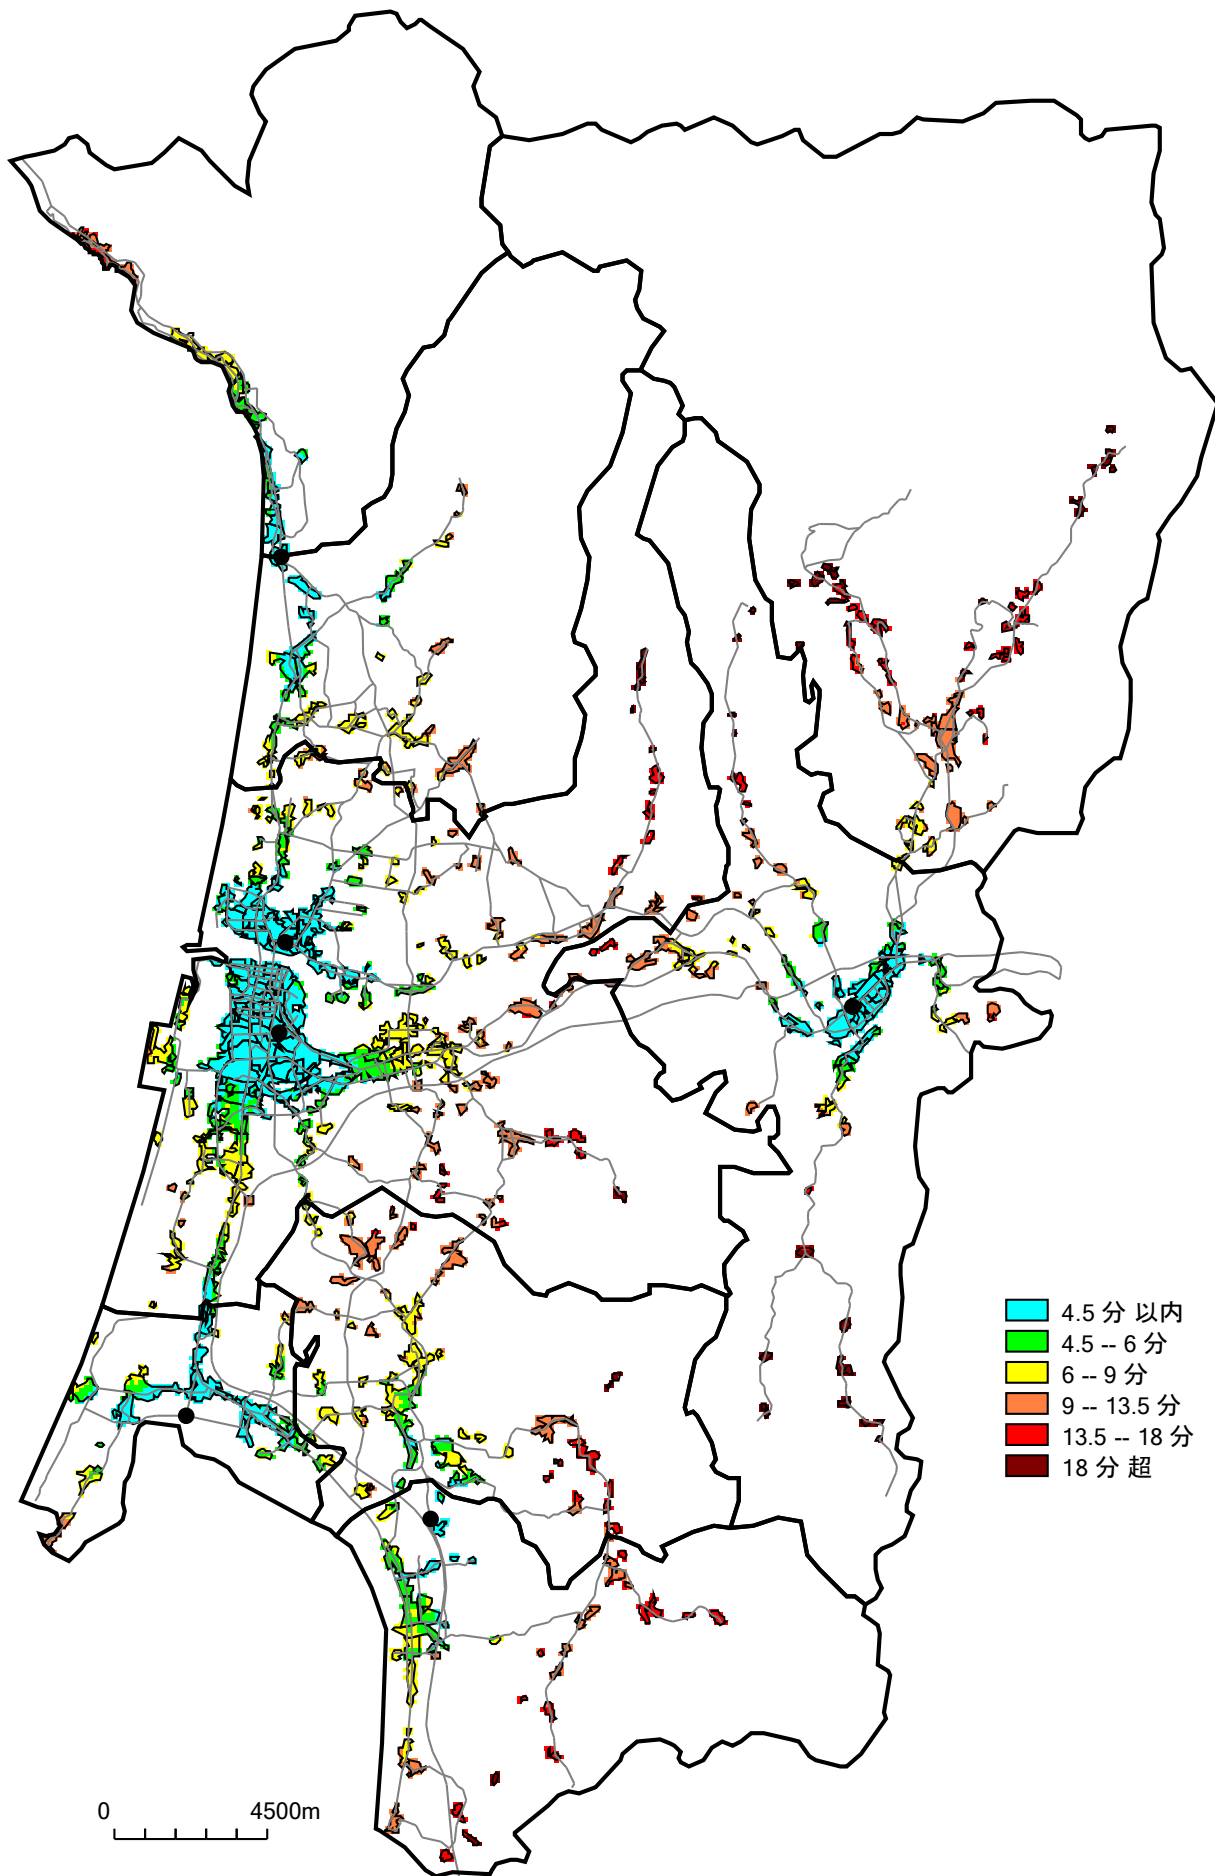 4.5 分 以内
4.5 -- 6 分
6 -- 9 分
9 -- 13.5 分
13.5 -- 18 分
18 分 超
0 4500m